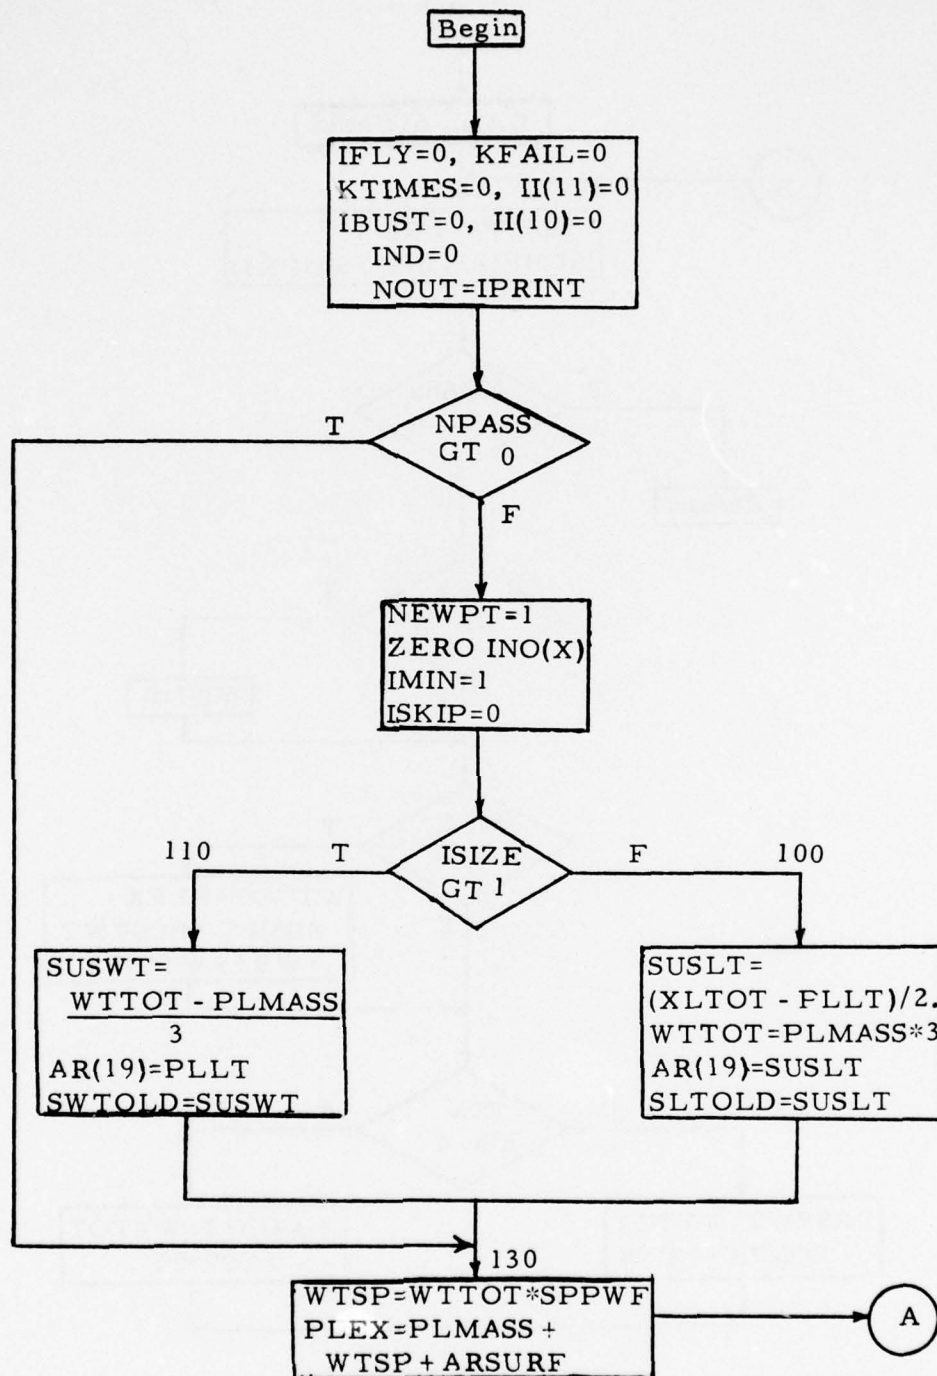 Begin
IFLY=0, KFAIL=0
KTIMES=0, II(11)=0
IBUST=0, II(10)=0
IND=0
NOUT=IPRINT
T
NPASS
GT 0
F
NEWPT=1
ZERO INO(X)
IMIN=1
ISKIP=0
110
T
ISIZE
GT 1
F
100
SUSWT=
WTTOT - PLMASS
3
AR(19)=PLLT
SWTOLD=SUSWT
SUSLT=
(XLTOT - PLLT)/2.
WTTOT=PLMASS*3
AR(19)=SUSLT
SLTOLD=SUSLT
130
WTSP=WTTOT*SPPWF
PLEX=PLMASS +
WTSP + ARSURF
A